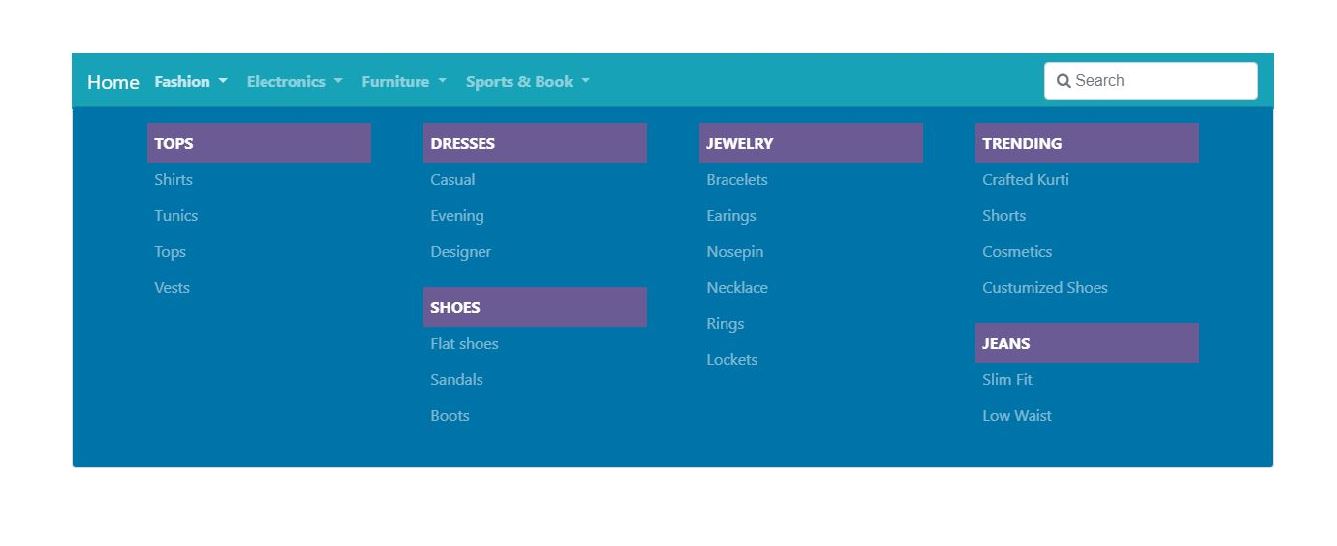 Home Fashion Electronics Furniture Sports & Book Search
TOPS
Shirts
Tunics
Tops
Vests
DRESSES
Casual
Evening
Designer
SHOES
Flat shoes
Sandals
Boots
JEWELRY
Bracelets
Earings
Nosepin
Necklace
Rings
Lockets
TRENDING
Crafted Kurti
Shorts
Cosmetics
Custumized Shoes
JEANS
Slim Fit
Low Waist